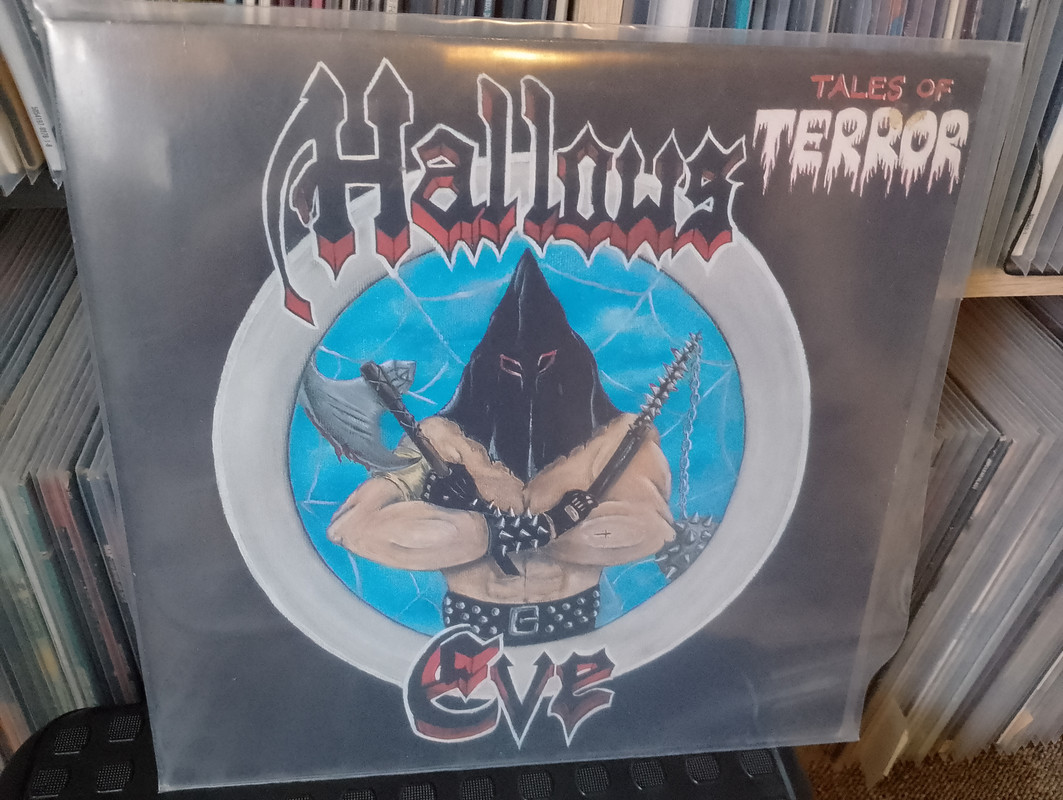 Hallows
TALES OF
TERROR
Eve